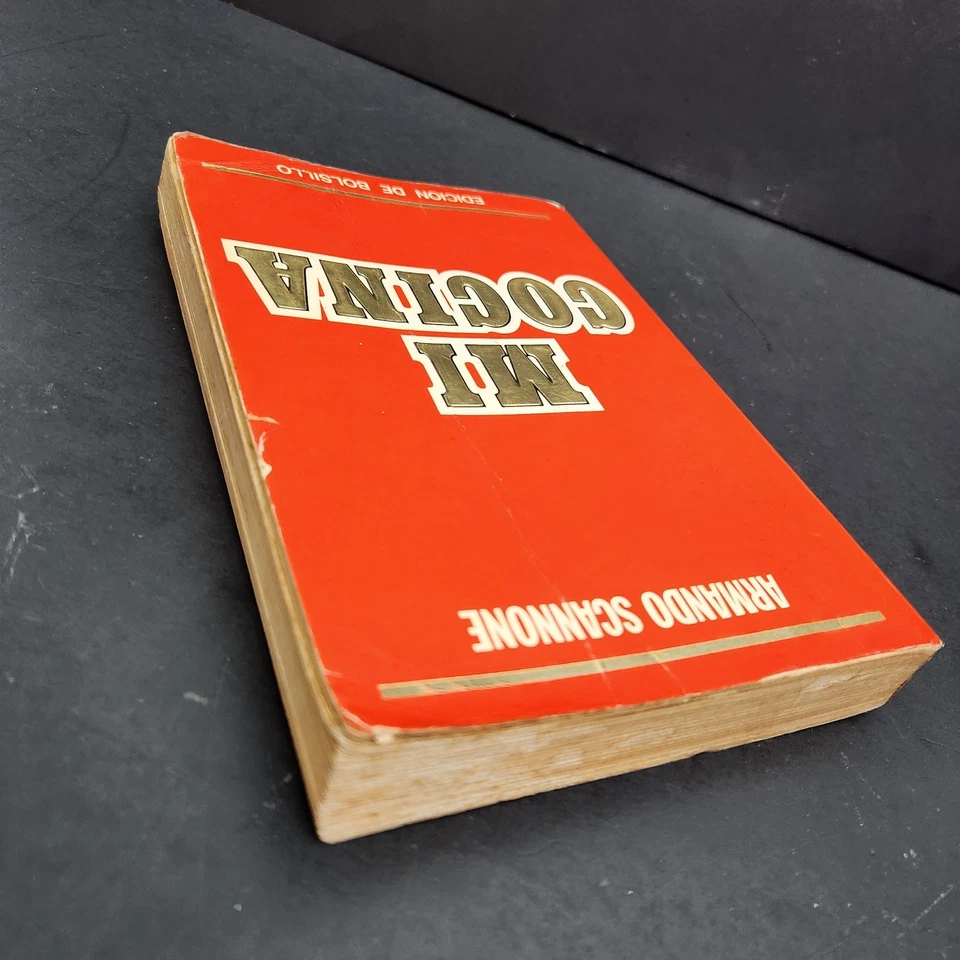 ARMANDO SCANNONE
MI
COCINA
EDICION DE BOLSILLO